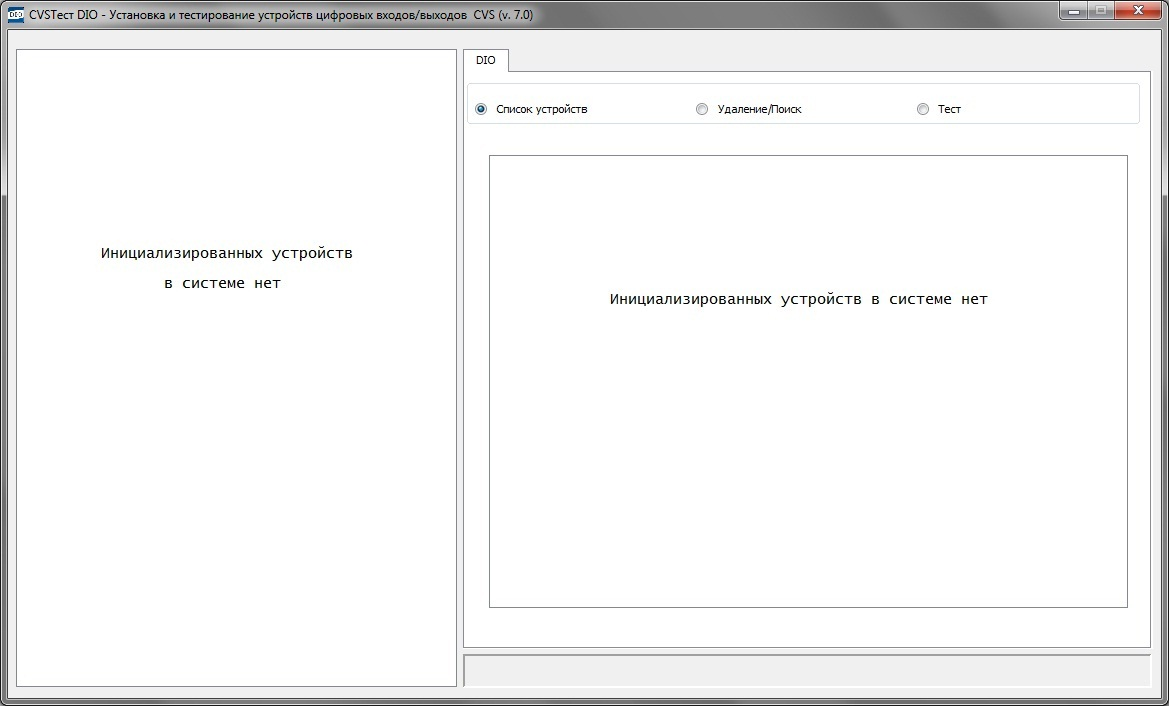 DIO CVSТест DIO - Установка и тестирование устройств цифровых входов/выходов CVS (v. 7.0)
Инициализированных устройств
в системе нет
DIO
Список устройств
Удаление/Поиск
Тест
Инициализированных устройств в системе нет